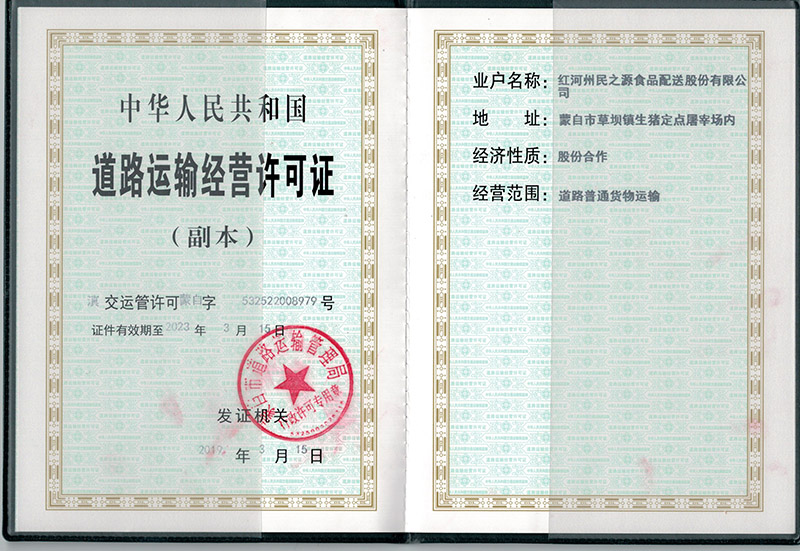 中华人民共和国
道路运输经营许可证
（副本）
滇 交运管许可 蒙自 字 532522008979 号
证件有效期至 2023 年 3 月 15 日
市道路运输管理局
行政许可专用章
发证机关
2019 年 3 月 15 日
业户名称：红河州民之源食品配送股份有限公
司
地 址：蒙自市草坝镇生猪定点屠宰场内
经济性质：股份合作
经营范围：道路普通货物运输